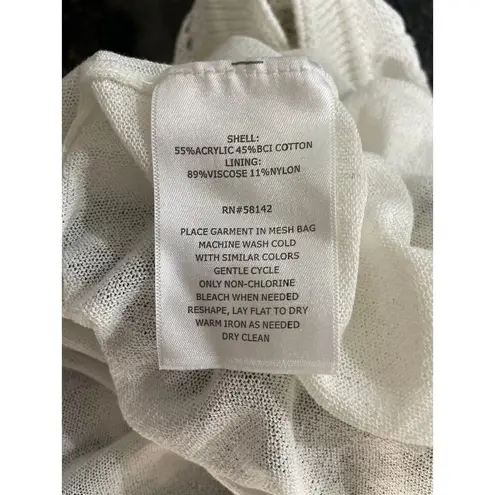 SHELL:
55%ACRYLIC 45%BCI COTTON
LINING:
89%VISCOSE 11%NYLON
RN#58142
PLACE GARMENT IN MESH BAG
MACHINE WASH COLD
WITH SIMILAR COLORS
GENTLE CYCLE
ONLY NON-CHLORINE
BLEACH WHEN NEEDED
RESHAPE, LAY FLAT TO DRY
WARM IRON AS NEEDED
DRY CLEAN